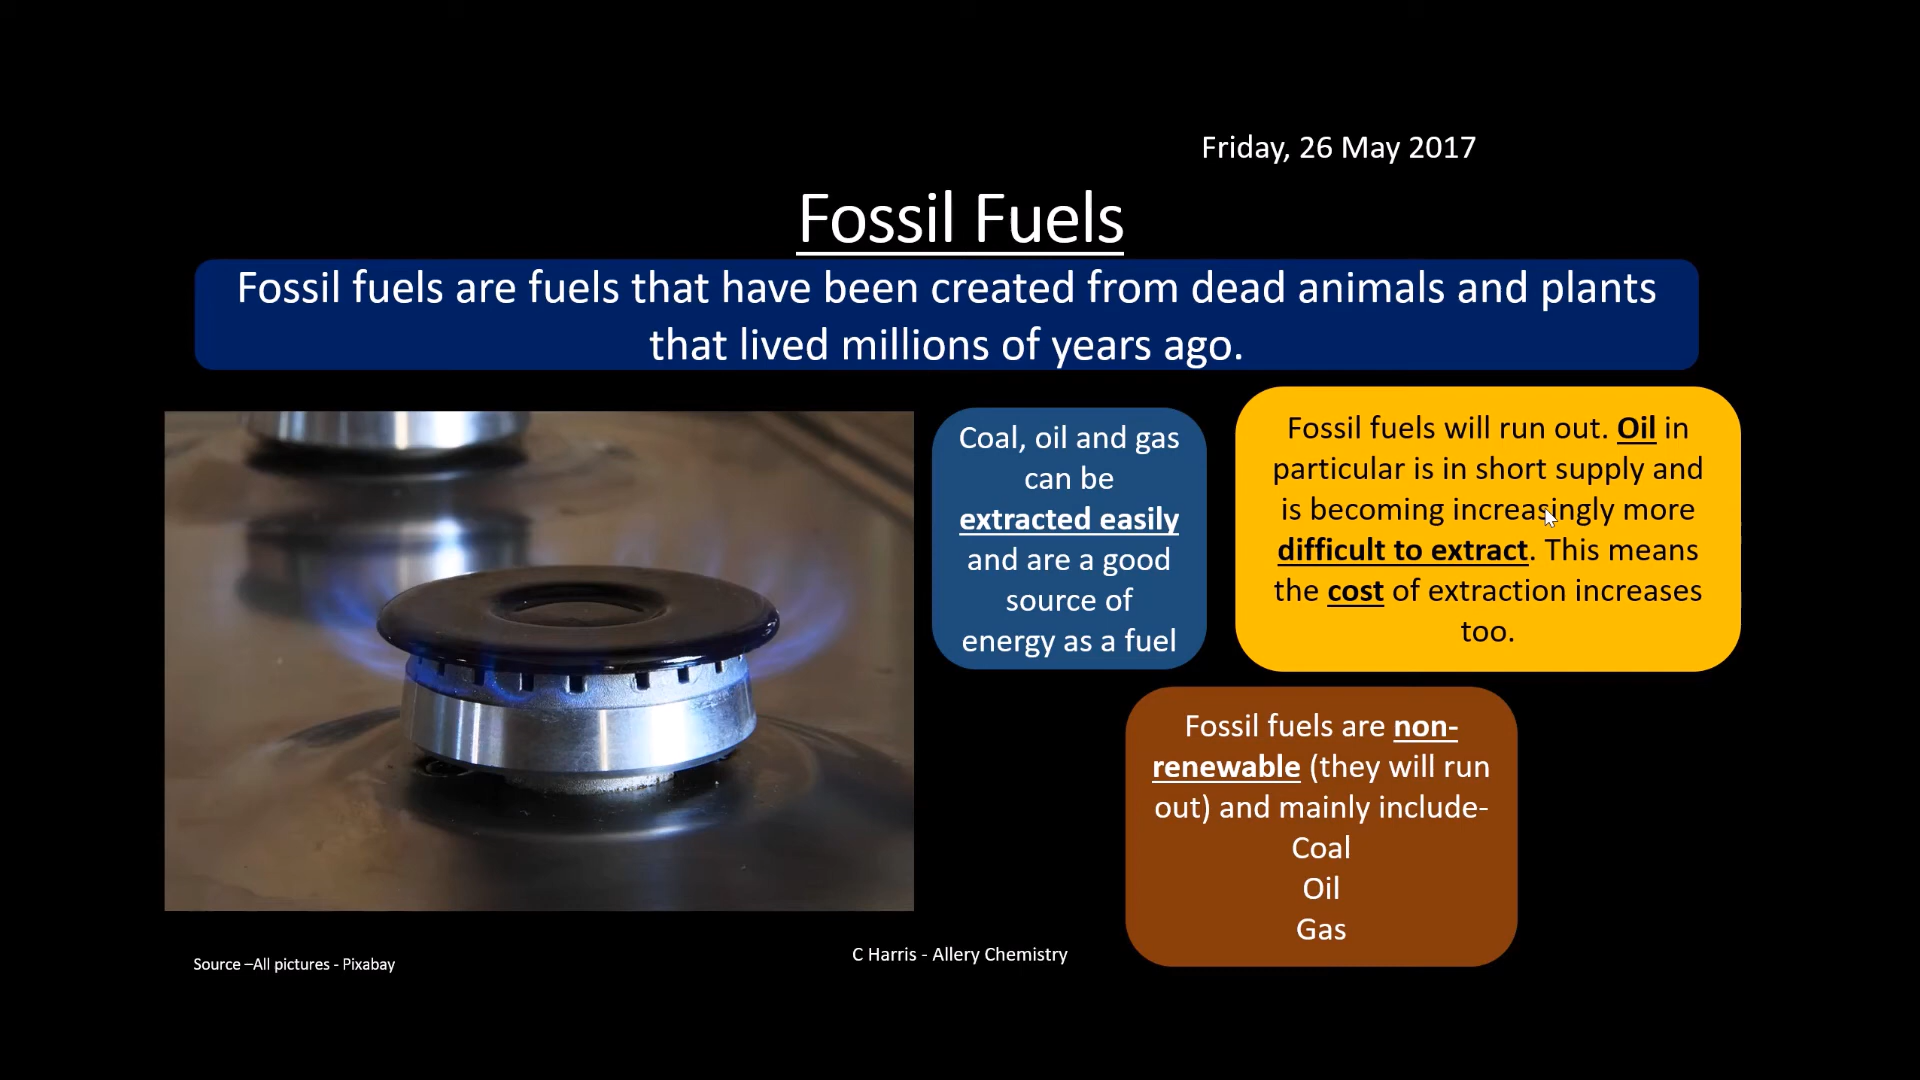 Friday, 26 May 2017
Fossil Fuels
Fossil fuels are fuels that have been created from dead animals and plants
that lived millions of years ago.
Coal, oil and gas
can be
extracted easily
and are a good
source of
energy as a fuel
Fossil fuels will run out. Oil in
particular is in short supply and
is becoming increasingly more
difficult to extract. This means
the cost of extraction increases
too.
Fossil fuels are non-
renewable (they will run
out) and mainly include-
Coal
Oil
Gas
Source –All pictures - Pixabay
C Harris - Allery Chemistry